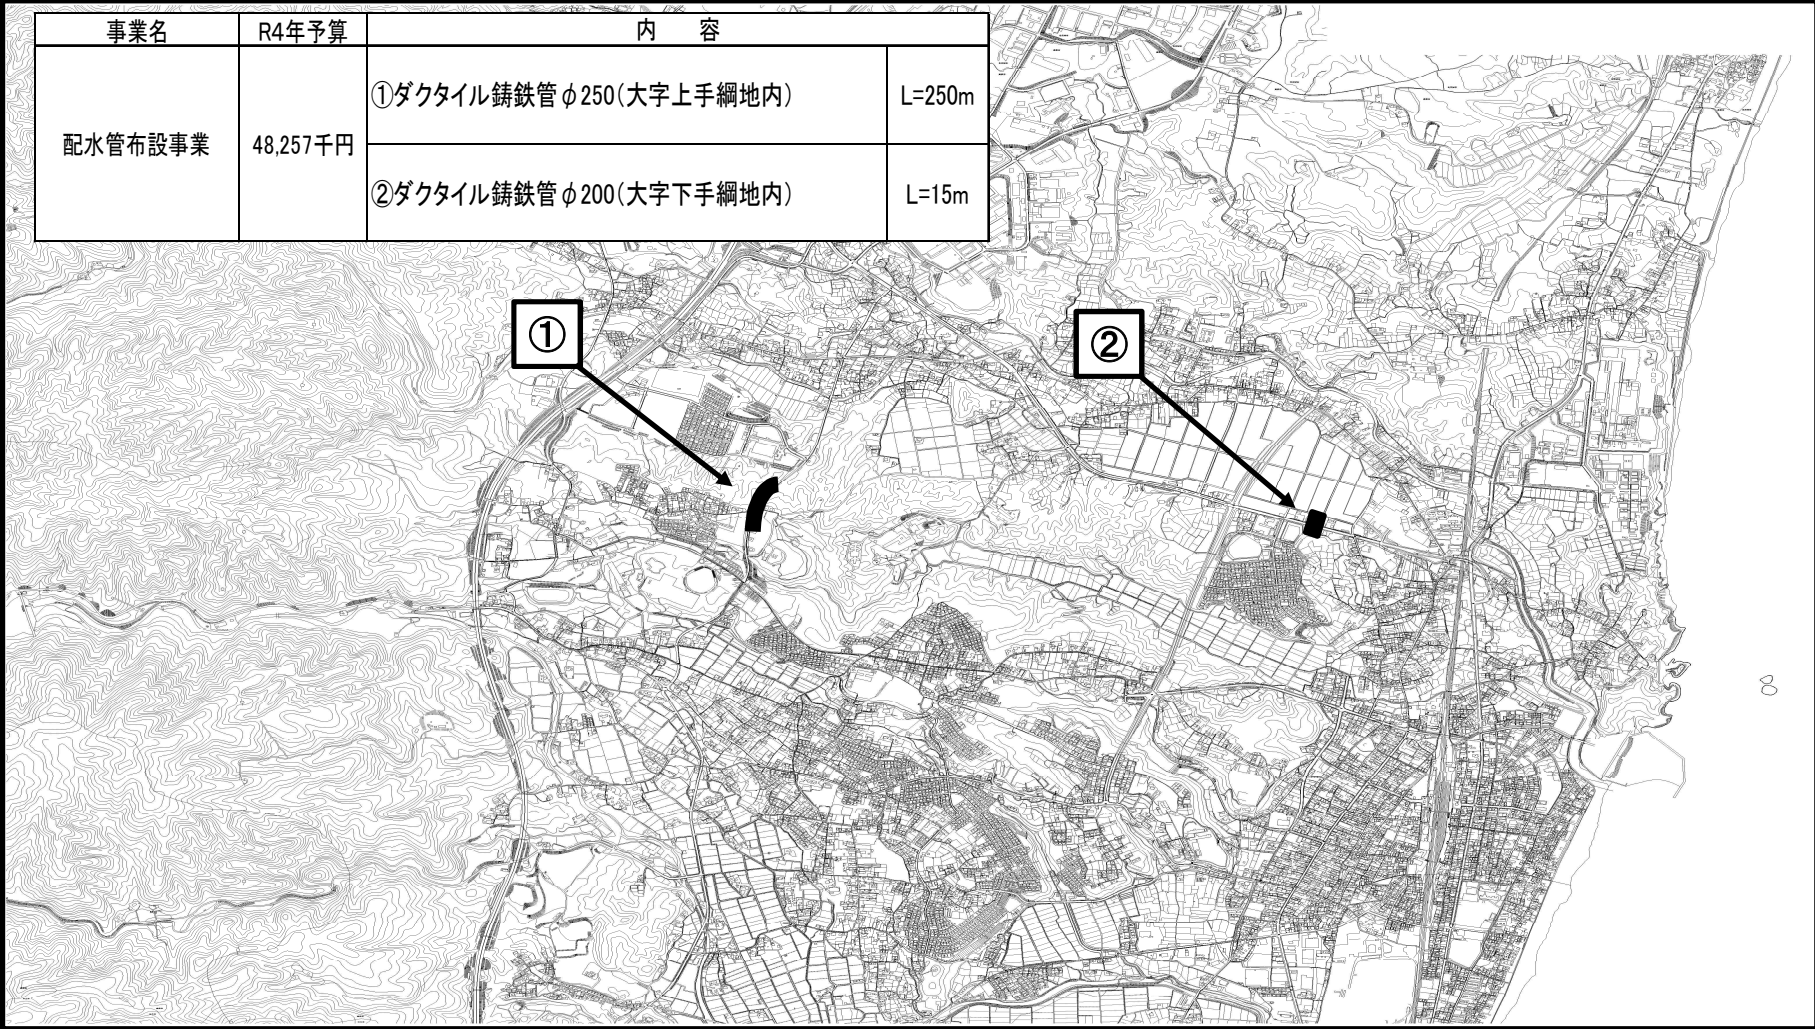 事業名 R4年予算 内 容
配水管布設事業 48,257千円 ①ダクタイル鋳鉄管φ250(大字上手綱地内) L=250m
②ダクタイル鋳鉄管φ200(大字下手綱地内) L=15m
①
②